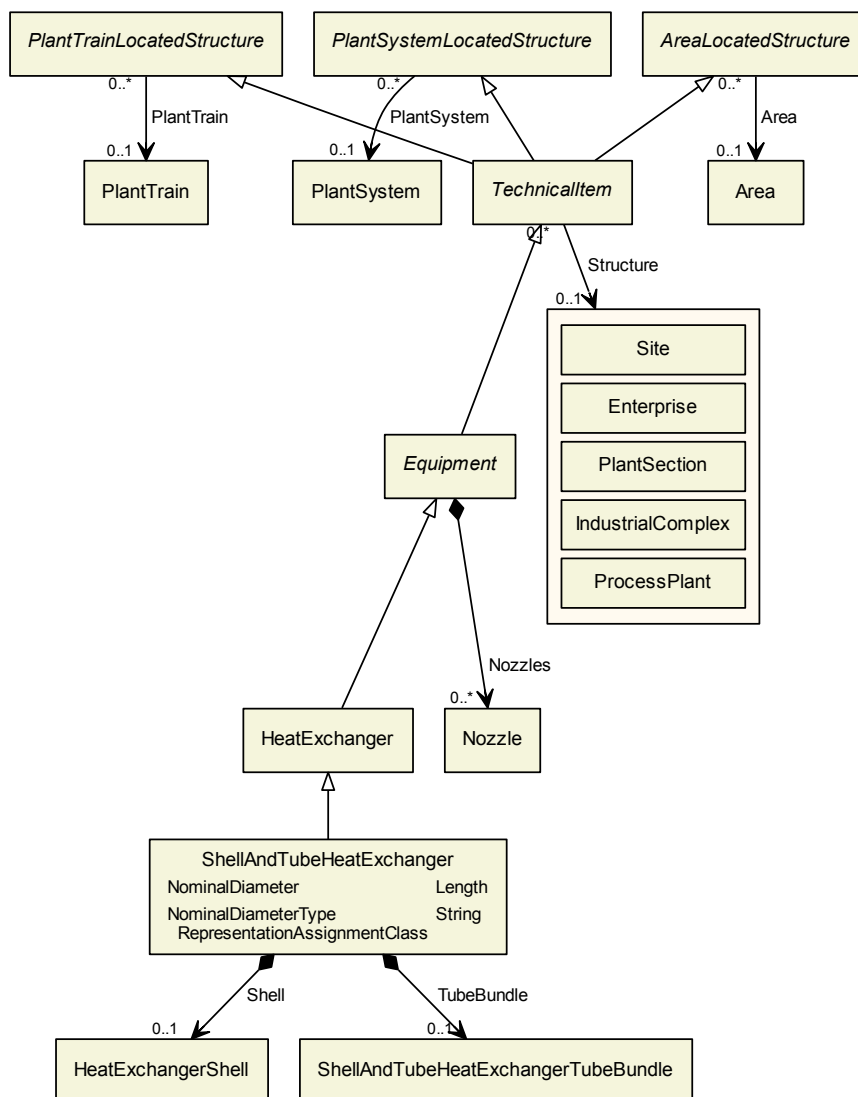 PlantTrainLocatedStructure
PlantSystemLocatedStructure
AreaLocatedStructure
0..*
0..*
0..*
PlantTrain
PlantSystem
Area
0..1
0..1
0..1
PlantTrain
PlantSystem
TechnicalItem
Area
0..*
Structure
0..1
Site
Enterprise
PlantSection
IndustrialComplex
ProcessPlant
Equipment
Nozzles
0..*
HeatExchanger
Nozzle
ShellAndTubeHeatExchanger
NominalDiameter Length
NominalDiameterType String
RepresentationAssignmentClass
Shell
TubeBundle
0..1
0..1
HeatExchangerShell
ShellAndTubeHeatExchangerTubeBundle